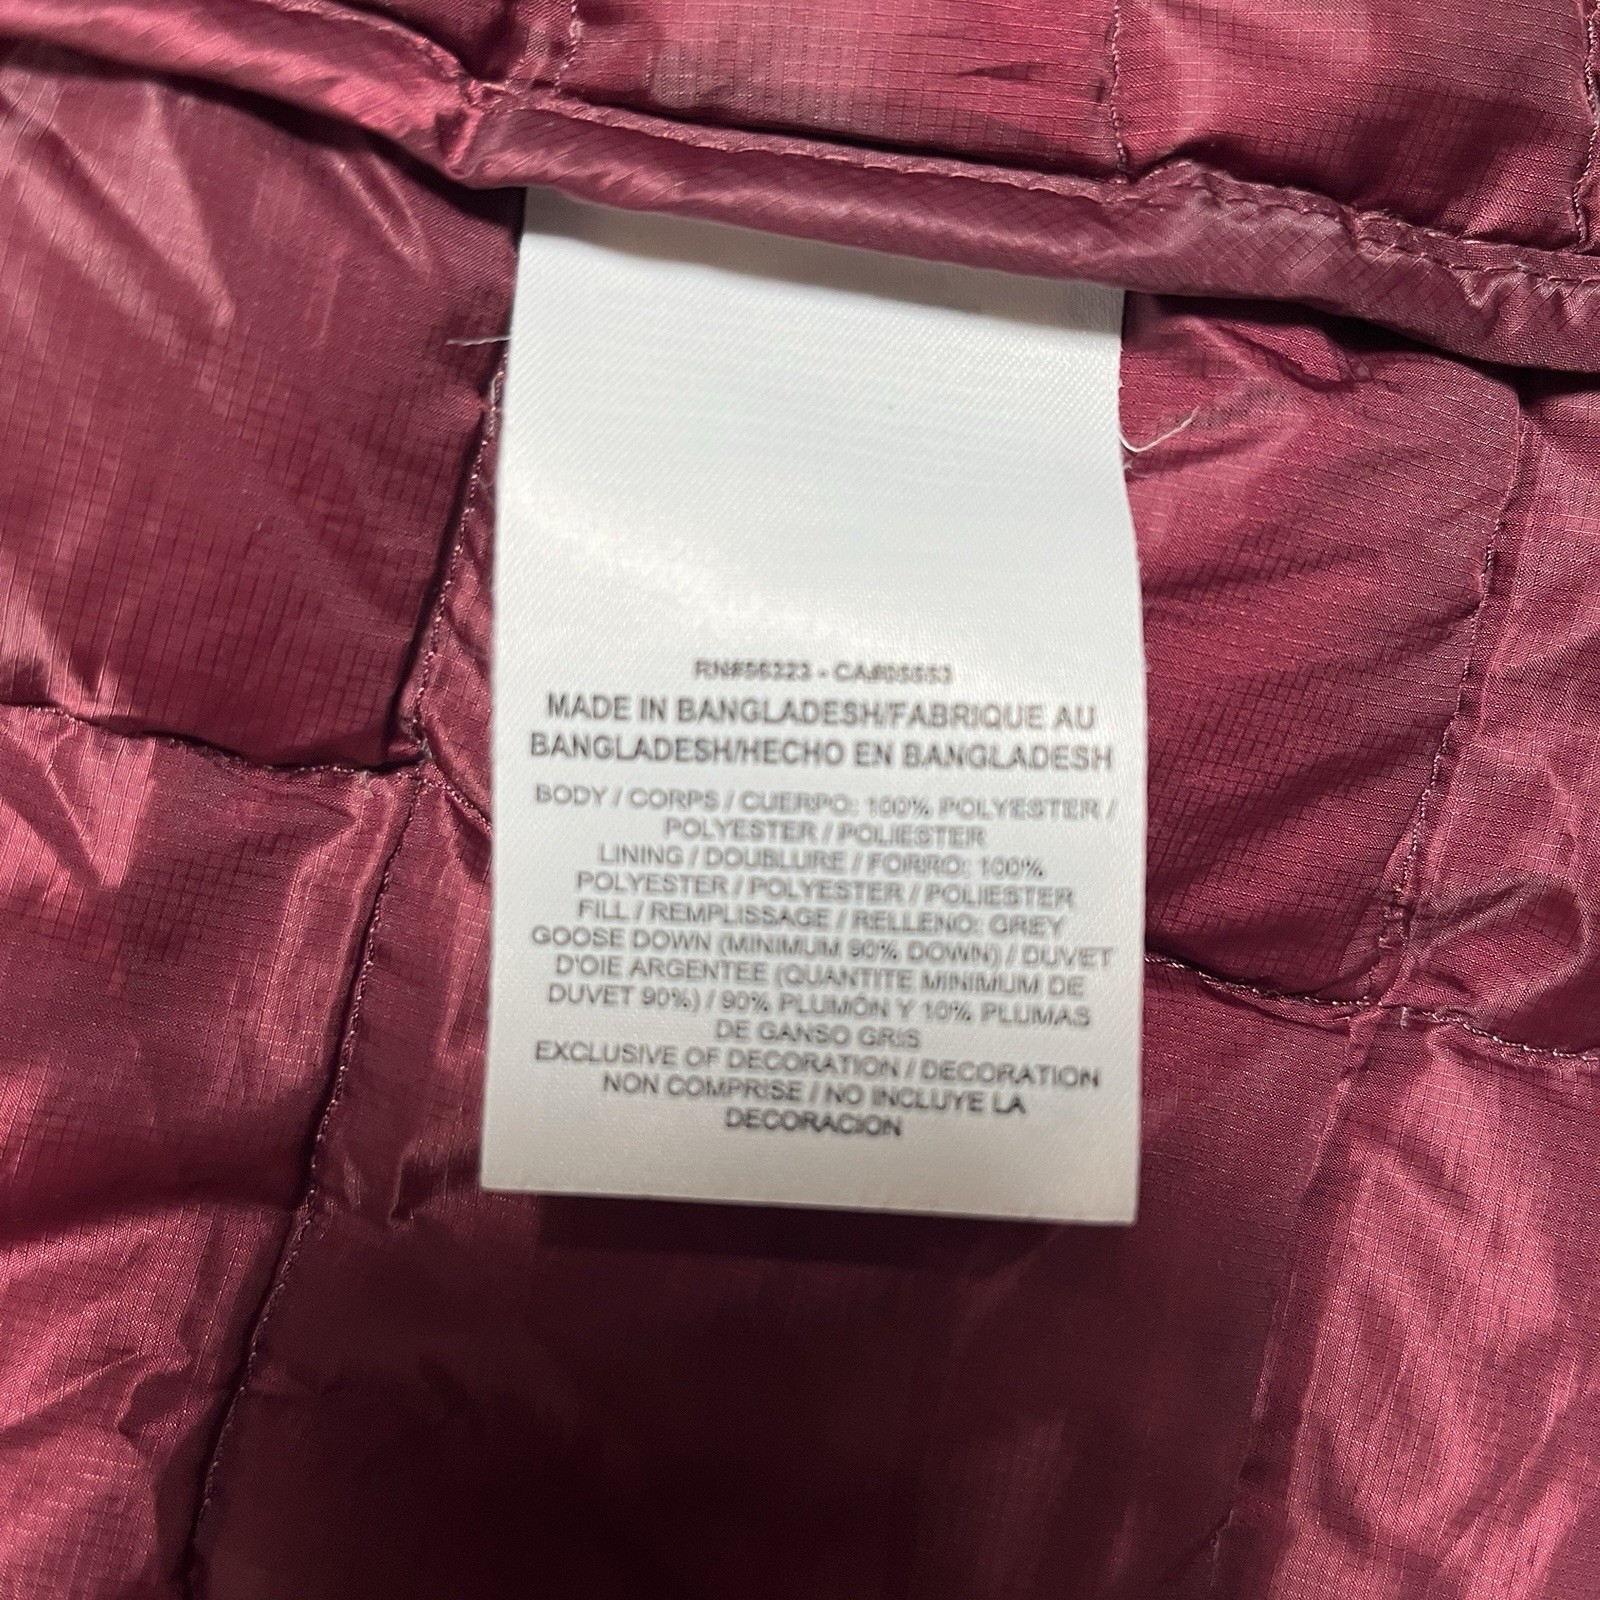 RN#56323 - CA#05553
MADE IN BANGLADESH/FABRIQUE AU
BANGLADESH/HECHO EN BANGLADESH
BODY / CORPS / CUERPO: 100% POLYESTER /
POLYESTER / POLIESTER
LINING / DOUBLURE / FORRO: 100%
POLYESTER / POLYESTER / POLIESTER
FILL / REMPLISSAGE / RELLENO: GREY
GOOSE DOWN (MINIMUM 90% DOWN) / DUVET
D'OIE ARGENTEE (QUANTITE MINIMUM DE
DUVET 90%) / 90% PLUMÓN Y 10% PLUMAS
DE GANSO GRIS
EXCLUSIVE OF DECORATION / DECORATION
NON COMPRISE / NO INCLUYE LA
DECORACION